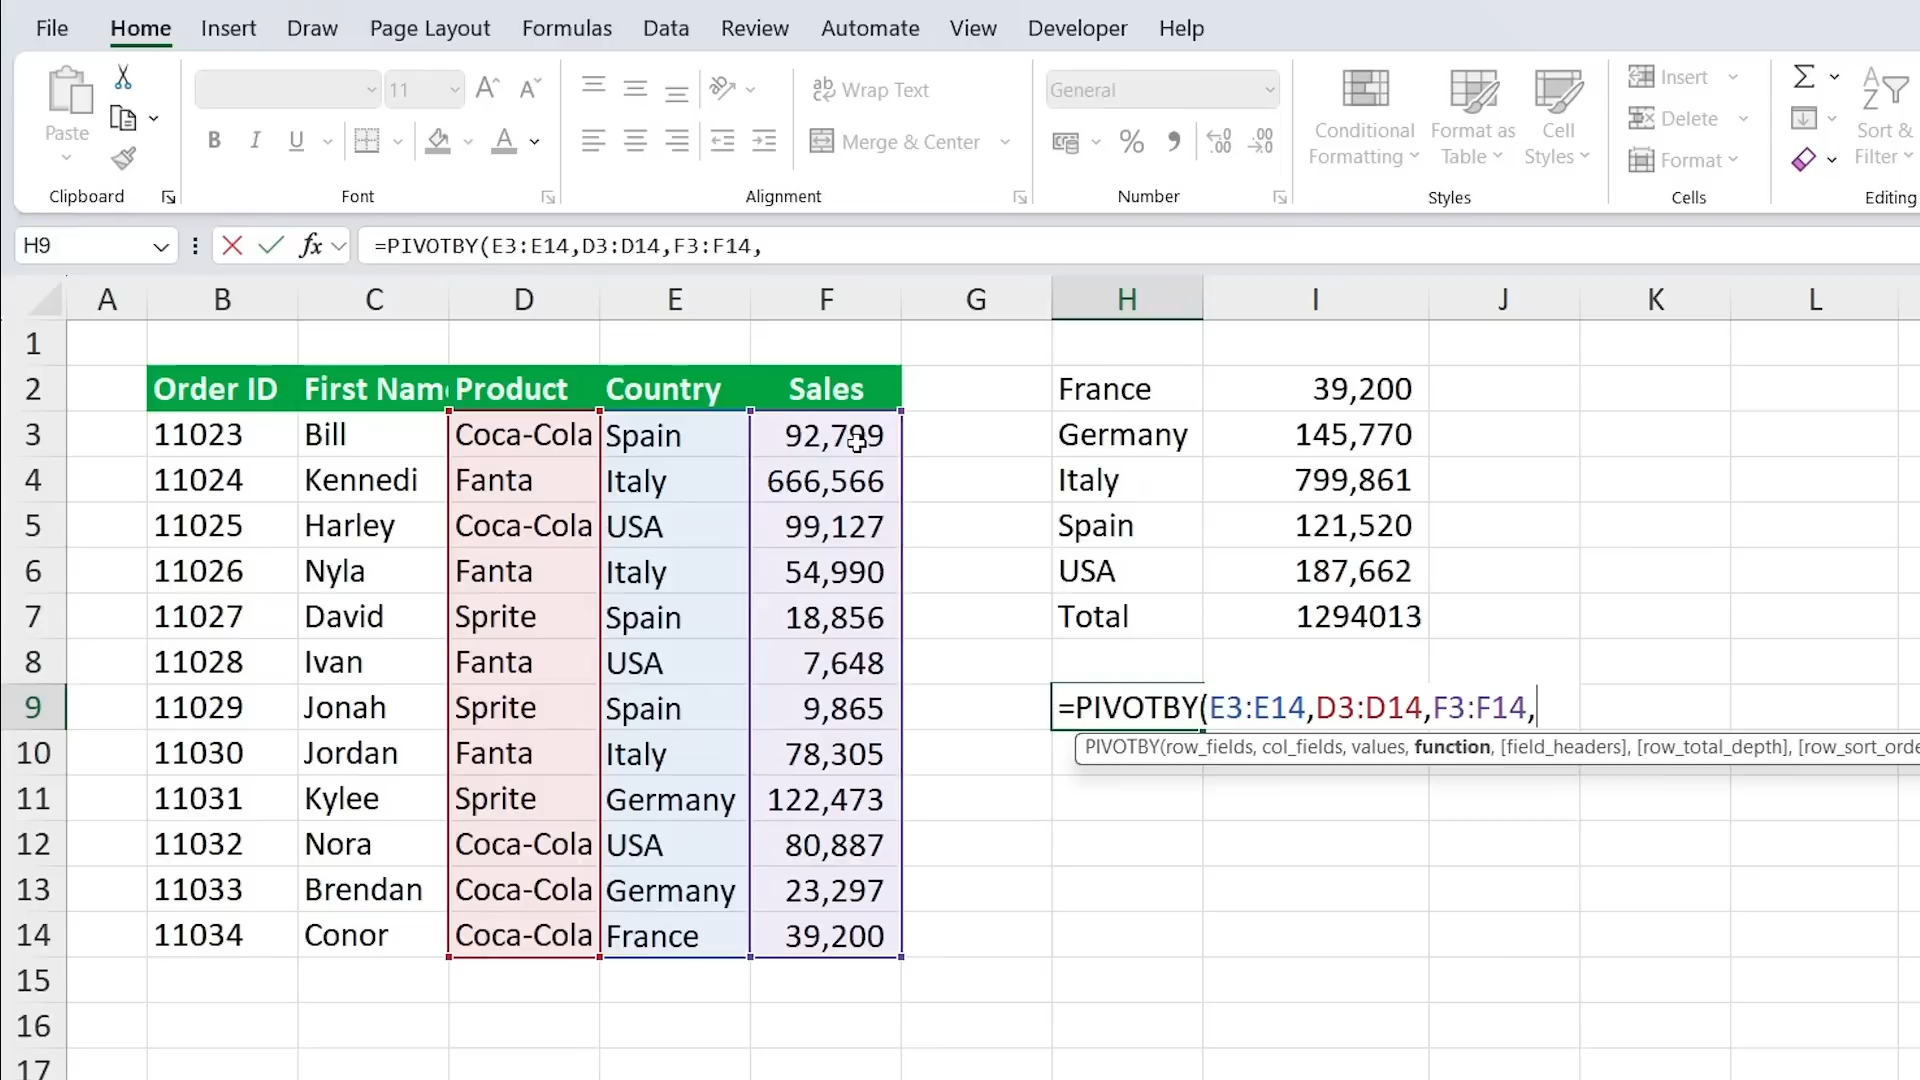 File Home Insert Draw Page Layout Formulas Data Review Automate View Developer Help
Paste
Clipboard
11 A A
B I U A
Font
ab Wrap Text
Merge & Center
Alignment
General
% 9 .00 .00
Number
Conditional Formatting
Format as Table
Cell Styles
Styles
Insert
Delete
Format
Cells
Σ
Sort &
Filter
Editing
H9 fx =PIVOTBY(E3:E14,D3:D14,F3:F14,
A B C D E F G H I J K L
1
2 Order ID First Name Product Country Sales France 39,200
3 11023 Bill Coca-Cola Spain 92,799 Germany 145,770
4 11024 Kennedi Fanta Italy 666,566 Italy 799,861
5 11025 Harley Coca-Cola USA 99,127 Spain 121,520
6 11026 Nyla Fanta Italy 54,990 USA 187,662
7 11027 David Sprite Spain 18,856 Total 1294013
8 11028 Ivan Fanta USA 7,648
9 11029 Jonah Sprite Spain 9,865 =PIVOTBY(E3:E14,D3:D14,F3:F14,
PIVOTBY(row_fields, col_fields, values, function, [field_headers], [row_total_depth], [row_sort_orde
10 11030 Jordan Fanta Italy 78,305
11 11031 Kylee Sprite Germany 122,473
12 11032 Nora Coca-Cola USA 80,887
13 11033 Brendan Coca-Cola Germany 23,297
14 11034 Conor Coca-Cola France 39,200
15
16
17